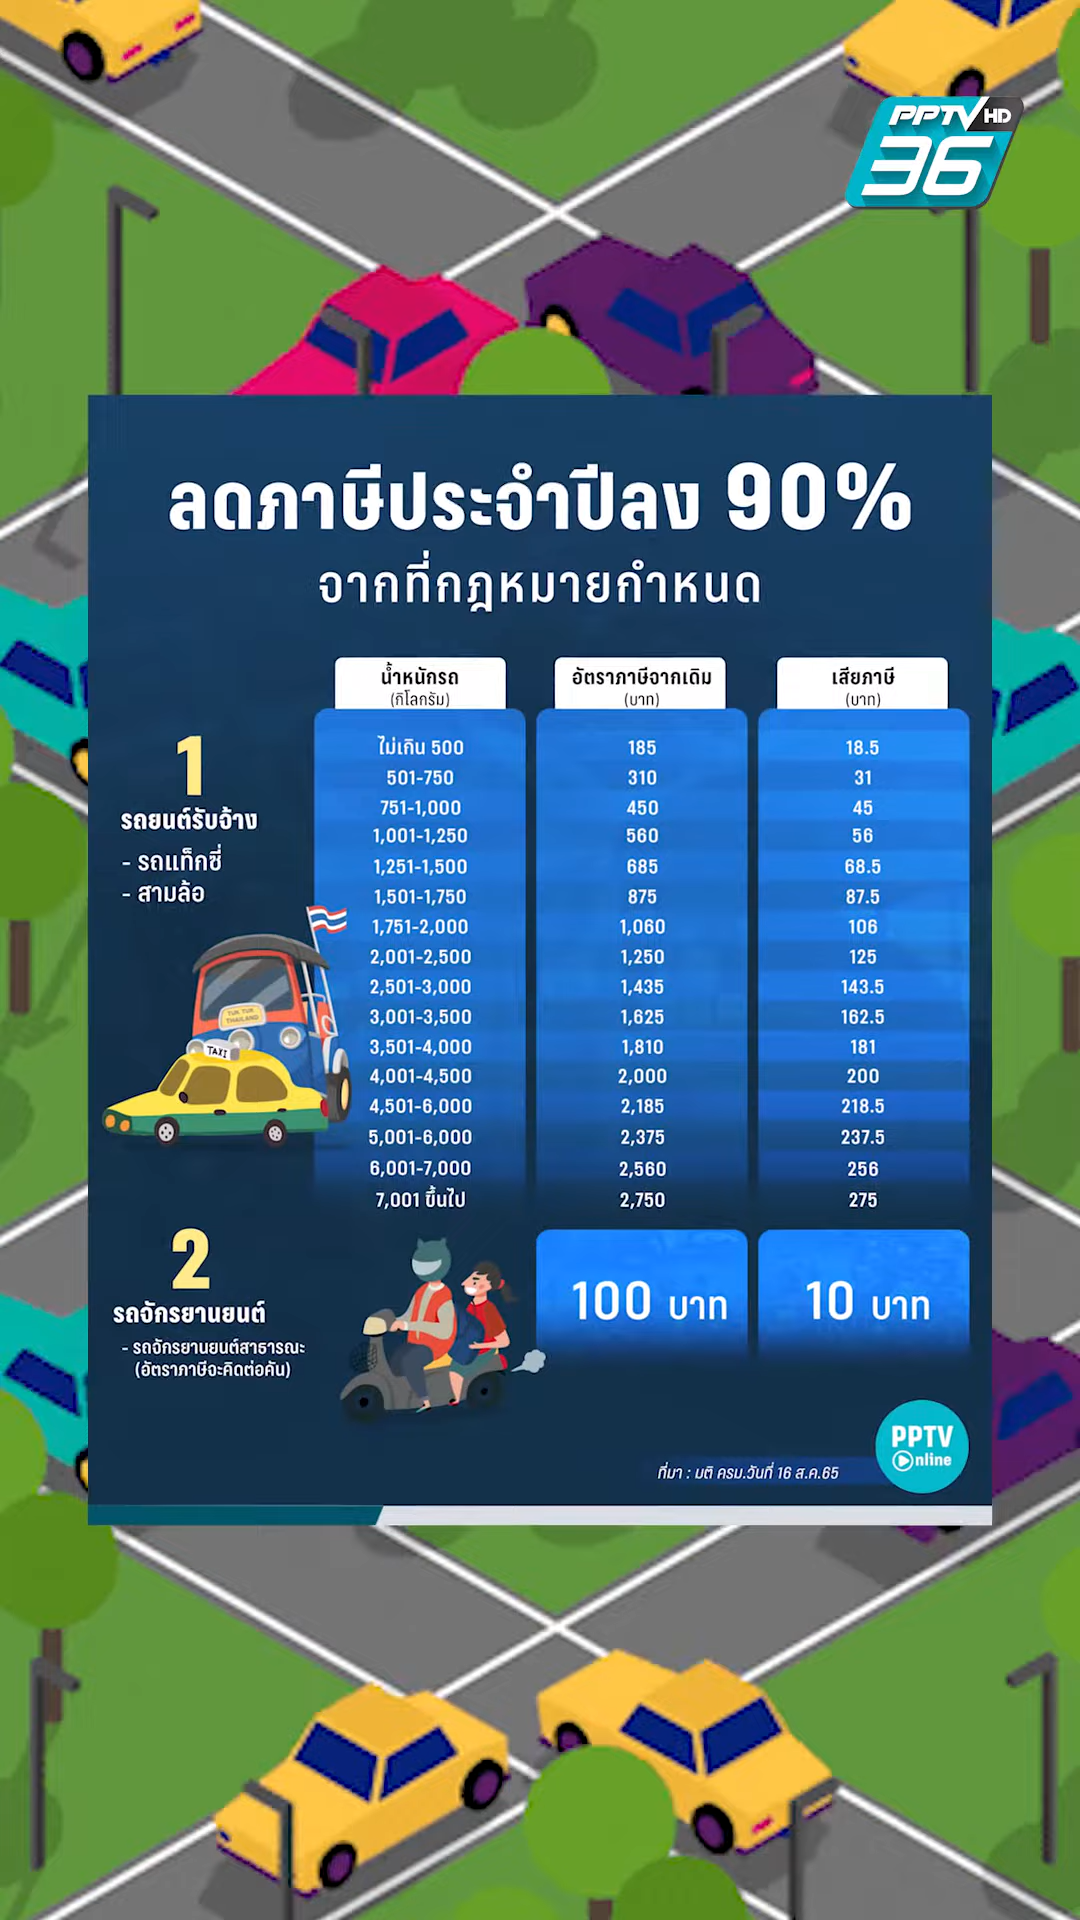 PPTV HD
36
ลดภาษีประจำปีลง 90%
จากที่กฎหมายกำหนด
น้ำหนักรถ (กิโลกรัม) อัตราภาษีจากเดิม (บาท) เสียภาษี (บาท)
1
รถยนต์รับจ้าง
- รถแท็กซี่
- สามล้อ
ไม่เกิน 500 185 18.5
501-750 310 31
751-1,000 450 45
1,001-1,250 560 56
1,251-1,500 685 68.5
1,501-1,750 875 87.5
1,751-2,000 1,060 106
2,001-2,500 1,250 125
2,501-3,000 1,435 143.5
3,001-3,500 1,625 162.5
3,501-4,000 1,810 181
4,001-4,500 2,000 200
4,501-6,000 2,185 218.5
5,001-6,000 2,375 237.5
6,001-7,000 2,560 256
7,001 ขึ้นไป 2,750 275
TUK TUK
THAILAND
TAXI
2
รถจักรยานยนต์
- รถจักรยานยนต์สาธารณะ
(อัตราภาษีจะคิดต่อคัน)
100 บาท 10 บาท
ที่มา : มติ ครม.วันที่ 16 ส.ค.65
PPTV
Online